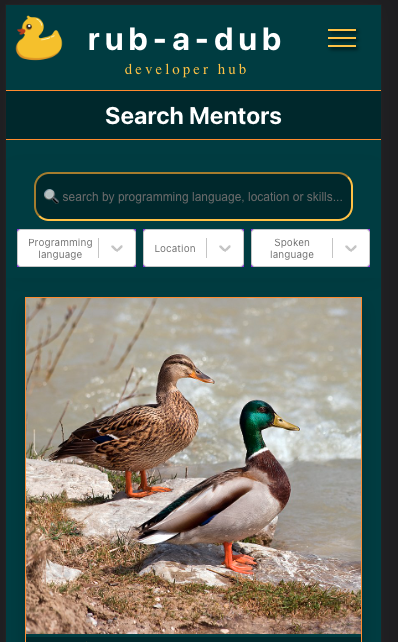 rub-a-dub
developer hub
Search Mentors
🔍 search by programming language, location or skills...
Programming
language
Location
Spoken
language